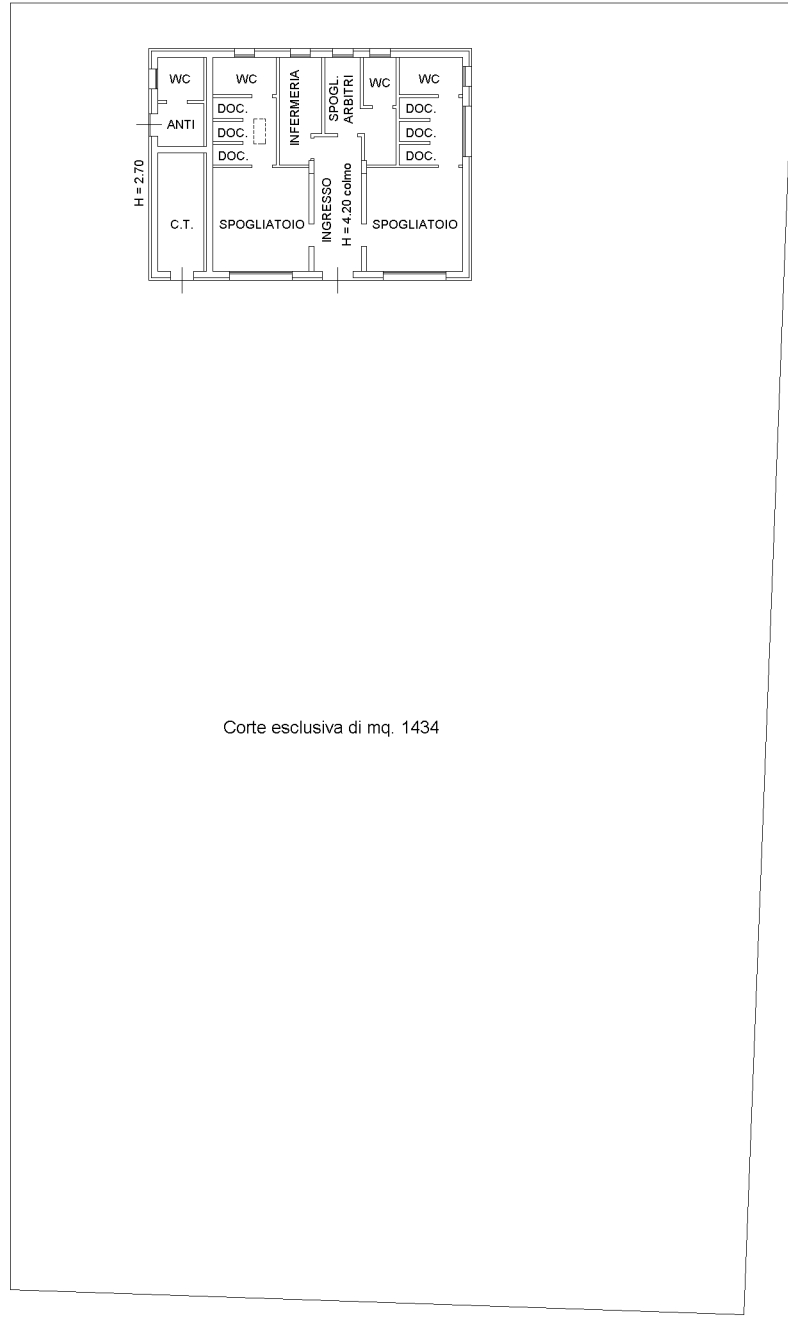 WC
WC
INFERMERIA
SPOGL.
ARBITRI
WC
WC
DOC.
DOC.
DOC.
DOC.
DOC.
DOC.
ANTI
H = 2.70
C.T.
SPOGLIATOIO
INGRESSO
H = 4.20 colmo
SPOGLIATOIO
Corte esclusiva di mq. 1434